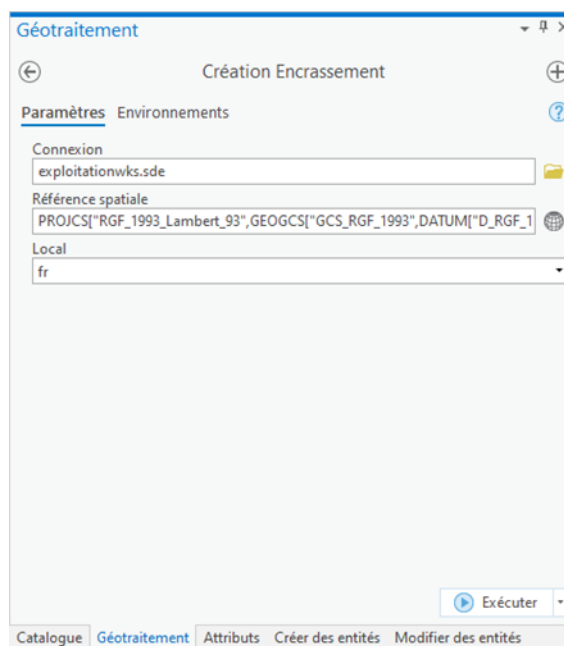 Géotraitement
Création Encrassement
Paramètres Environnements
Connexion
exploitationwks.sde
Référence spatiale
PROJCS["RGF_1993_Lambert_93",GEOGCS["GCS_RGF_1993",DATUM["D_RGF_1
Local
fr
Exécuter
Catalogue Géotraitement Attributs Créer des entités Modifier des entités